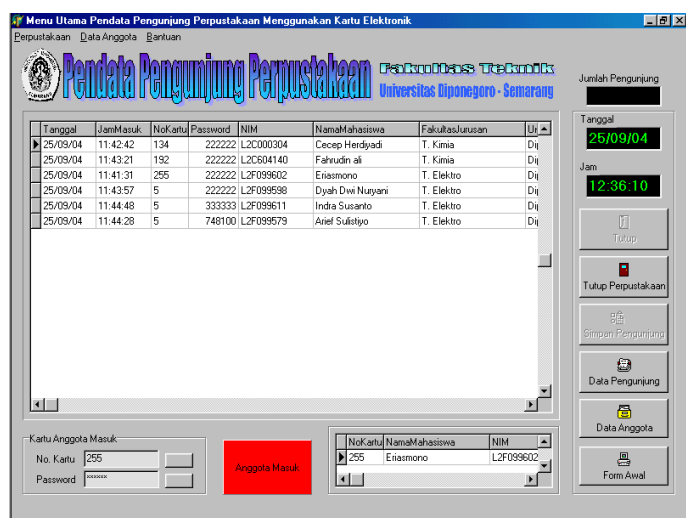 Menu Utama Pendata Pengunjung Perpustakaan Menggunakan Kartu Elektronik
Perpustakaan Data Anggota Bantuan
Pendata Pengunjung Perpustakaan
Fakultas Teknik
Universitas Diponegoro - Semarang
Jumlah Pengunjung
Tanggal JamMasuk NoKartu Password NIM NamaMahasiswa FakultasJurusan
25/09/04 11:42:42 134 222222 L2C000304 Cecep Herdiyadi T. Kimia
25/09/04 11:43:21 192 222222 L2C604140 Fahrudin ali T. Kimia
25/09/04 11:41:31 255 222222 L2F099602 Eriasmono T. Elektro
25/09/04 11:43:57 5 222222 L2F099598 Dyah Dwi Nuryani T. Elektro
25/09/04 11:44:48 5 333333 L2F099611 Indra Susanto T. Elektro
25/09/04 11:44:28 5 748100 L2F099579 Arief Sulistiyo T. Elektro
Tanggal
25/09/04
Jam
12:36:10
Tutup
Tutup Perpustakaan
Simpan Pengunjung
Data Pengunjung
Data Anggota
Form Awal
Kartu Anggota Masuk
No. Kartu 255
Password xxxxxx
Anggota Masuk
NoKartu NamaMahasiswa NIM
255 Eriasmono L2F099602